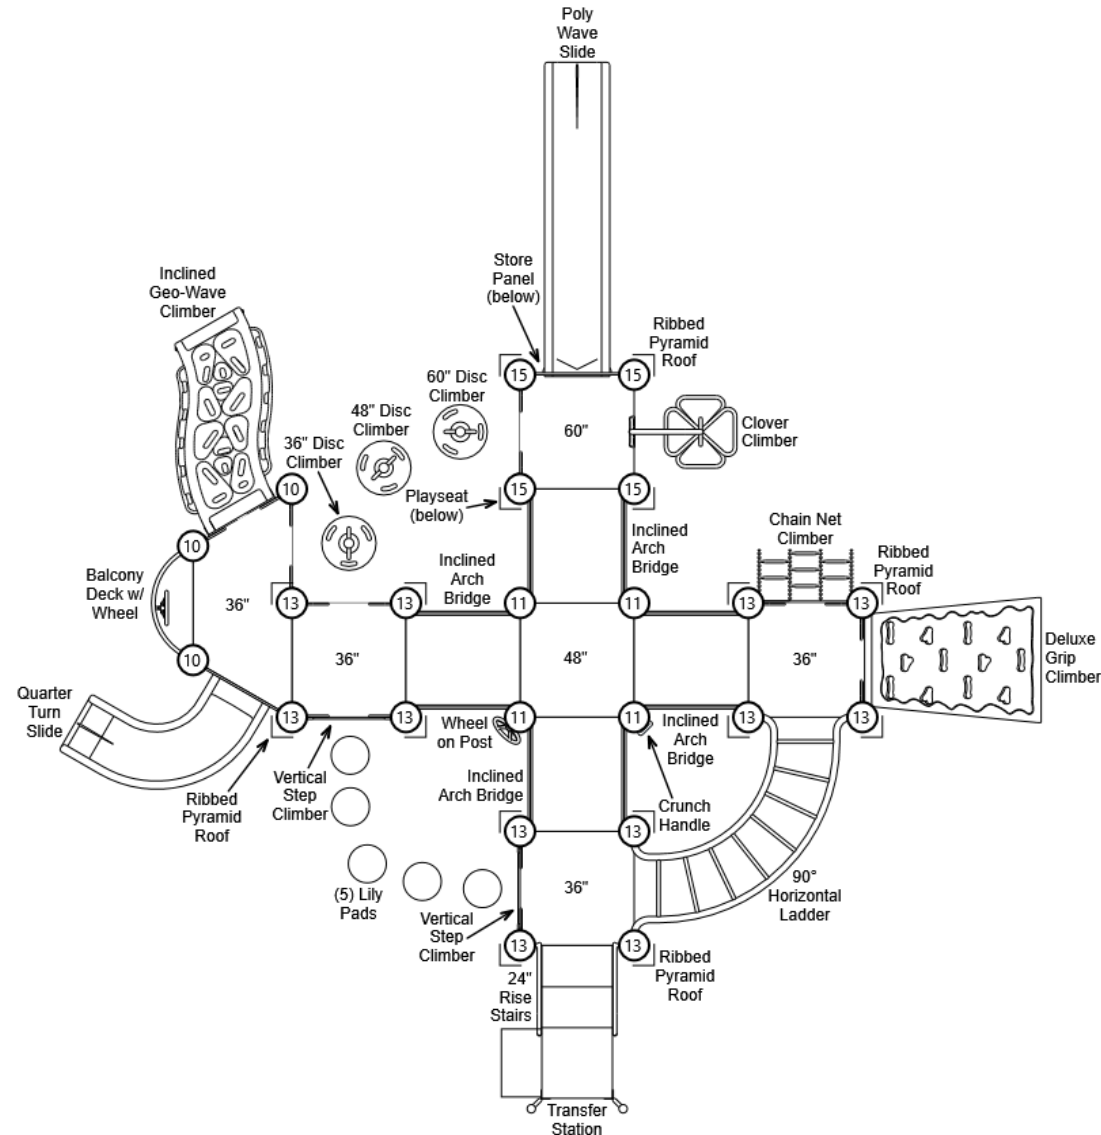 Poly
Wave
Slide
Store
Panel
(below)
Inclined
Geo-Wave
Climber
Ribbed
Pyramid
Roof
15
15
60" Disc
Climber
48" Disc
Climber
36" Disc
Climber
60"
Clover
Climber
10
15
15
Playseat
(below)
Inclined
Arch
Bridge
Chain Net
Climber
10
Inclined
Arch
Bridge
Ribbed
Pyramid
Roof
Balcony
Deck w/
Wheel
36"
13
13
11
11
13
13
36"
48"
36"
Deluxe
Grip
Climber
10
Quarter
Turn
Slide
13
13
Wheel
on Post
11
11
Inclined
Arch
Bridge
13
13
Vertical
Step
Climber
Inclined
Arch Bridge
Crunch
Handle
Ribbed
Pyramid
Roof
13
13
90°
Horizontal
Ladder
(5) Lily
Pads
36"
Vertical
Step
Climber
13
13
Ribbed
Pyramid
Roof
24"
Rise
Stairs
Transfer
Station